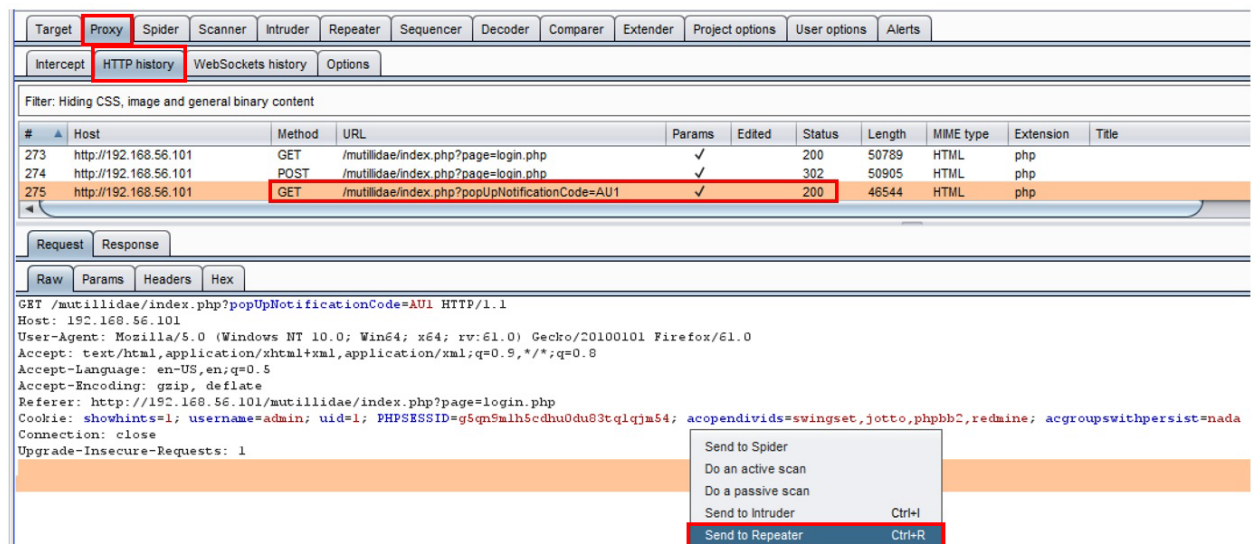 Target Proxy Spider Scanner Intruder Repeater Sequencer Decoder Comparer Extender Project options User options Alerts
Intercept HTTP history WebSockets history Options
Filter: Hiding CSS, image and general binary content
# Host Method URL Params Edited Status Length MIME type Extension Title
273 http://192.168.56.101 GET /mutillidae/index.php?page=login.php ✓ 200 50789 HTML php
274 http://192.168.56.101 POST /mutillidae/index.php?page=login.php ✓ 302 50905 HTML php
275 http://192.168.56.101 GET /mutillidae/index.php?popUpNotificationCode=AU1 ✓ 200 46544 HTML php
Request Response
Raw Params Headers Hex
GET /mutillidae/index.php?popUpNotificationCode=AU1 HTTP/1.1
Host: 192.168.56.101
User-Agent: Mozilla/5.0 (Windows NT 10.0; Win64; x64; rv:61.0) Gecko/20100101 Firefox/61.0
Accept: text/html,application/xhtml+xml,application/xml;q=0.9,*/*;q=0.8
Accept-Language: en-US,en;q=0.5
Accept-Encoding: gzip, deflate
Referer: http://192.168.56.101/mutillidae/index.php?page=login.php
Cookie: showhints=1; username=admin; uid=1; PHPSESSID=g5qn9mlh5cdhu0du83tqlqjm54; acopendivids=swingset,jotto,phpbb2,redmine; acgroupswithpersist=nada
Connection: close
Upgrade-Insecure-Requests: 1
Send to Spider
Do an active scan
Do a passive scan
Send to Intruder Ctrl+I
Send to Repeater Ctrl+R